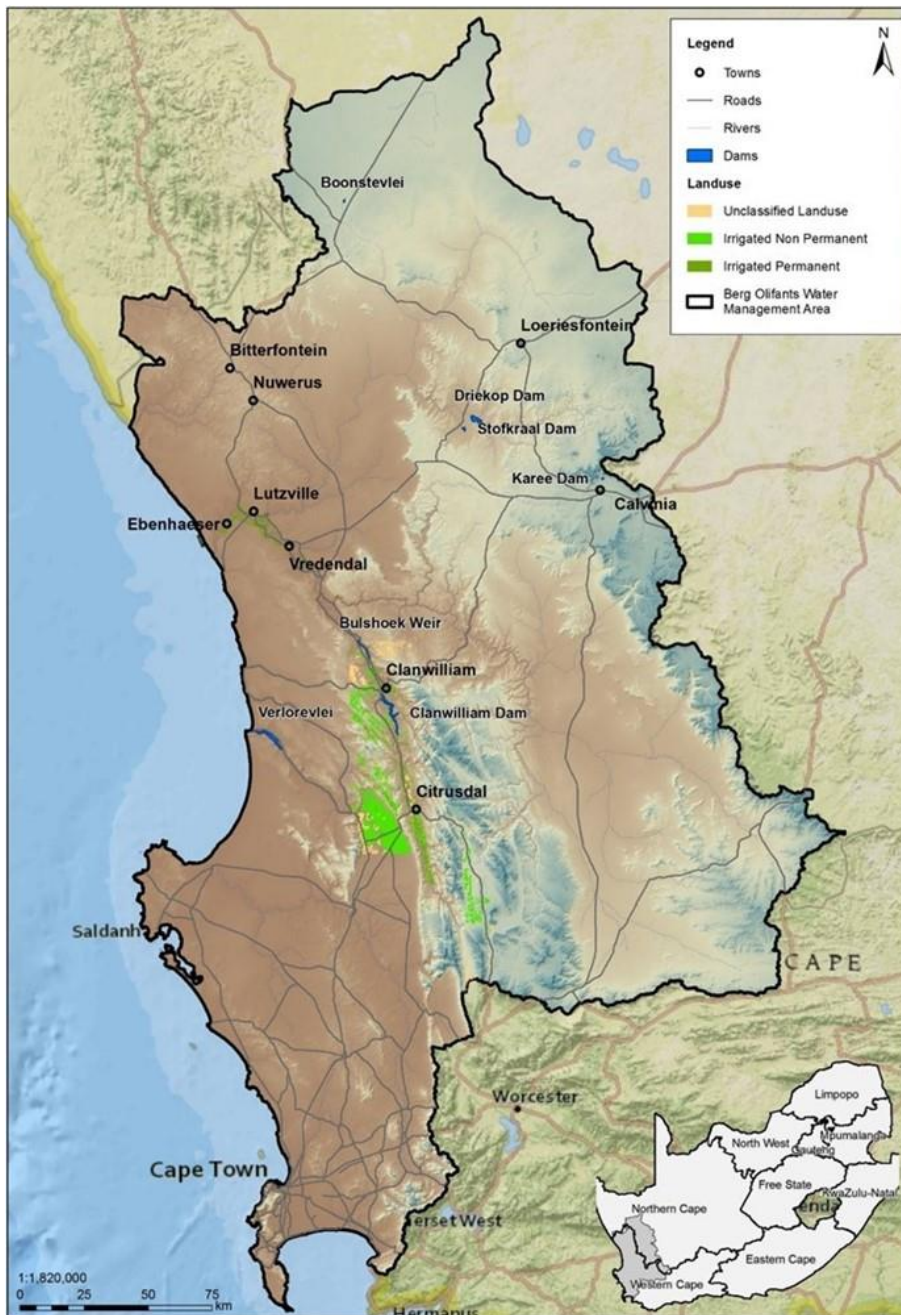 N
Legend
Towns
Roads
Rivers
Dams
Landuse
Unclassified Landuse
Irrigated Non Permanent
Irrigated Permanent
Berg Olifants Water
Management Area
Boonstevlei
Loeriesfontein
Bitterfontein
Nuwerus
Driekop Dam
Stofkraal Dam
Karee Dam
Calvinia
Lutzville
Ebenhaeser
Vredendal
Bulshoek Weir
Clanwilliam
Verlorevlei
Clanwilliam Dam
Citrusdal
Saldanh
CAPE
Worcester
Cape Town
erset West
Hermanus
1:1,820,000
0 25 50 75
km
Limpopo
North West
Mpumalanga
Gauteng
Free State
KwaZulu-Natal
enda
Northern Cape
Eastern Cape
Western Cape